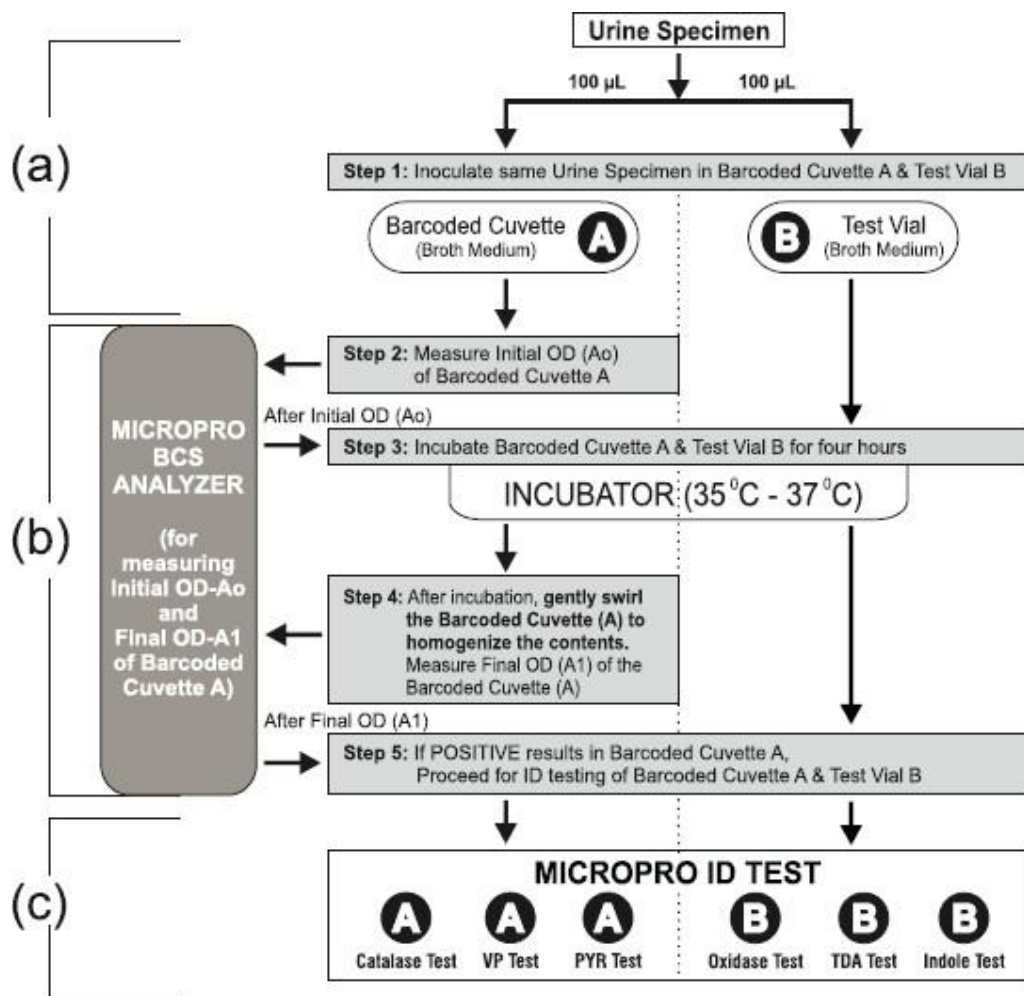 Urine Specimen
100 µL
100 µL
(a)
Step 1: Inoculate same Urine Specimen in Barcoded Cuvette A & Test Vial B
Barcoded Cuvette
(Broth Medium)
A
B
Test Vial
(Broth Medium)
(b)
MICROPRO
BCS
ANALYZER
(for
measuring
Initial OD-Ao
and
Final OD-A1
of Barcoded
Cuvette A)
Step 2: Measure Initial OD (Ao)
of Barcoded Cuvette A
After Initial OD (Ao)
Step 3: Incubate Barcoded Cuvette A & Test Vial B for four hours
INCUBATOR (35 ⁰C - 37 ⁰C)
Step 4: After incubation, gently swirl
the Barcoded Cuvette (A) to
homogenize the contents.
Measure Final OD (A1) of the
Barcoded Cuvette (A)
After Final OD (A1)
Step 5: If POSITIVE results in Barcoded Cuvette A,
Proceed for ID testing of Barcoded Cuvette A & Test Vial B
(c)
MICROPRO ID TEST
A A A B B B
Catalase Test VP Test PYR Test Oxidase Test TDA Test Indole Test